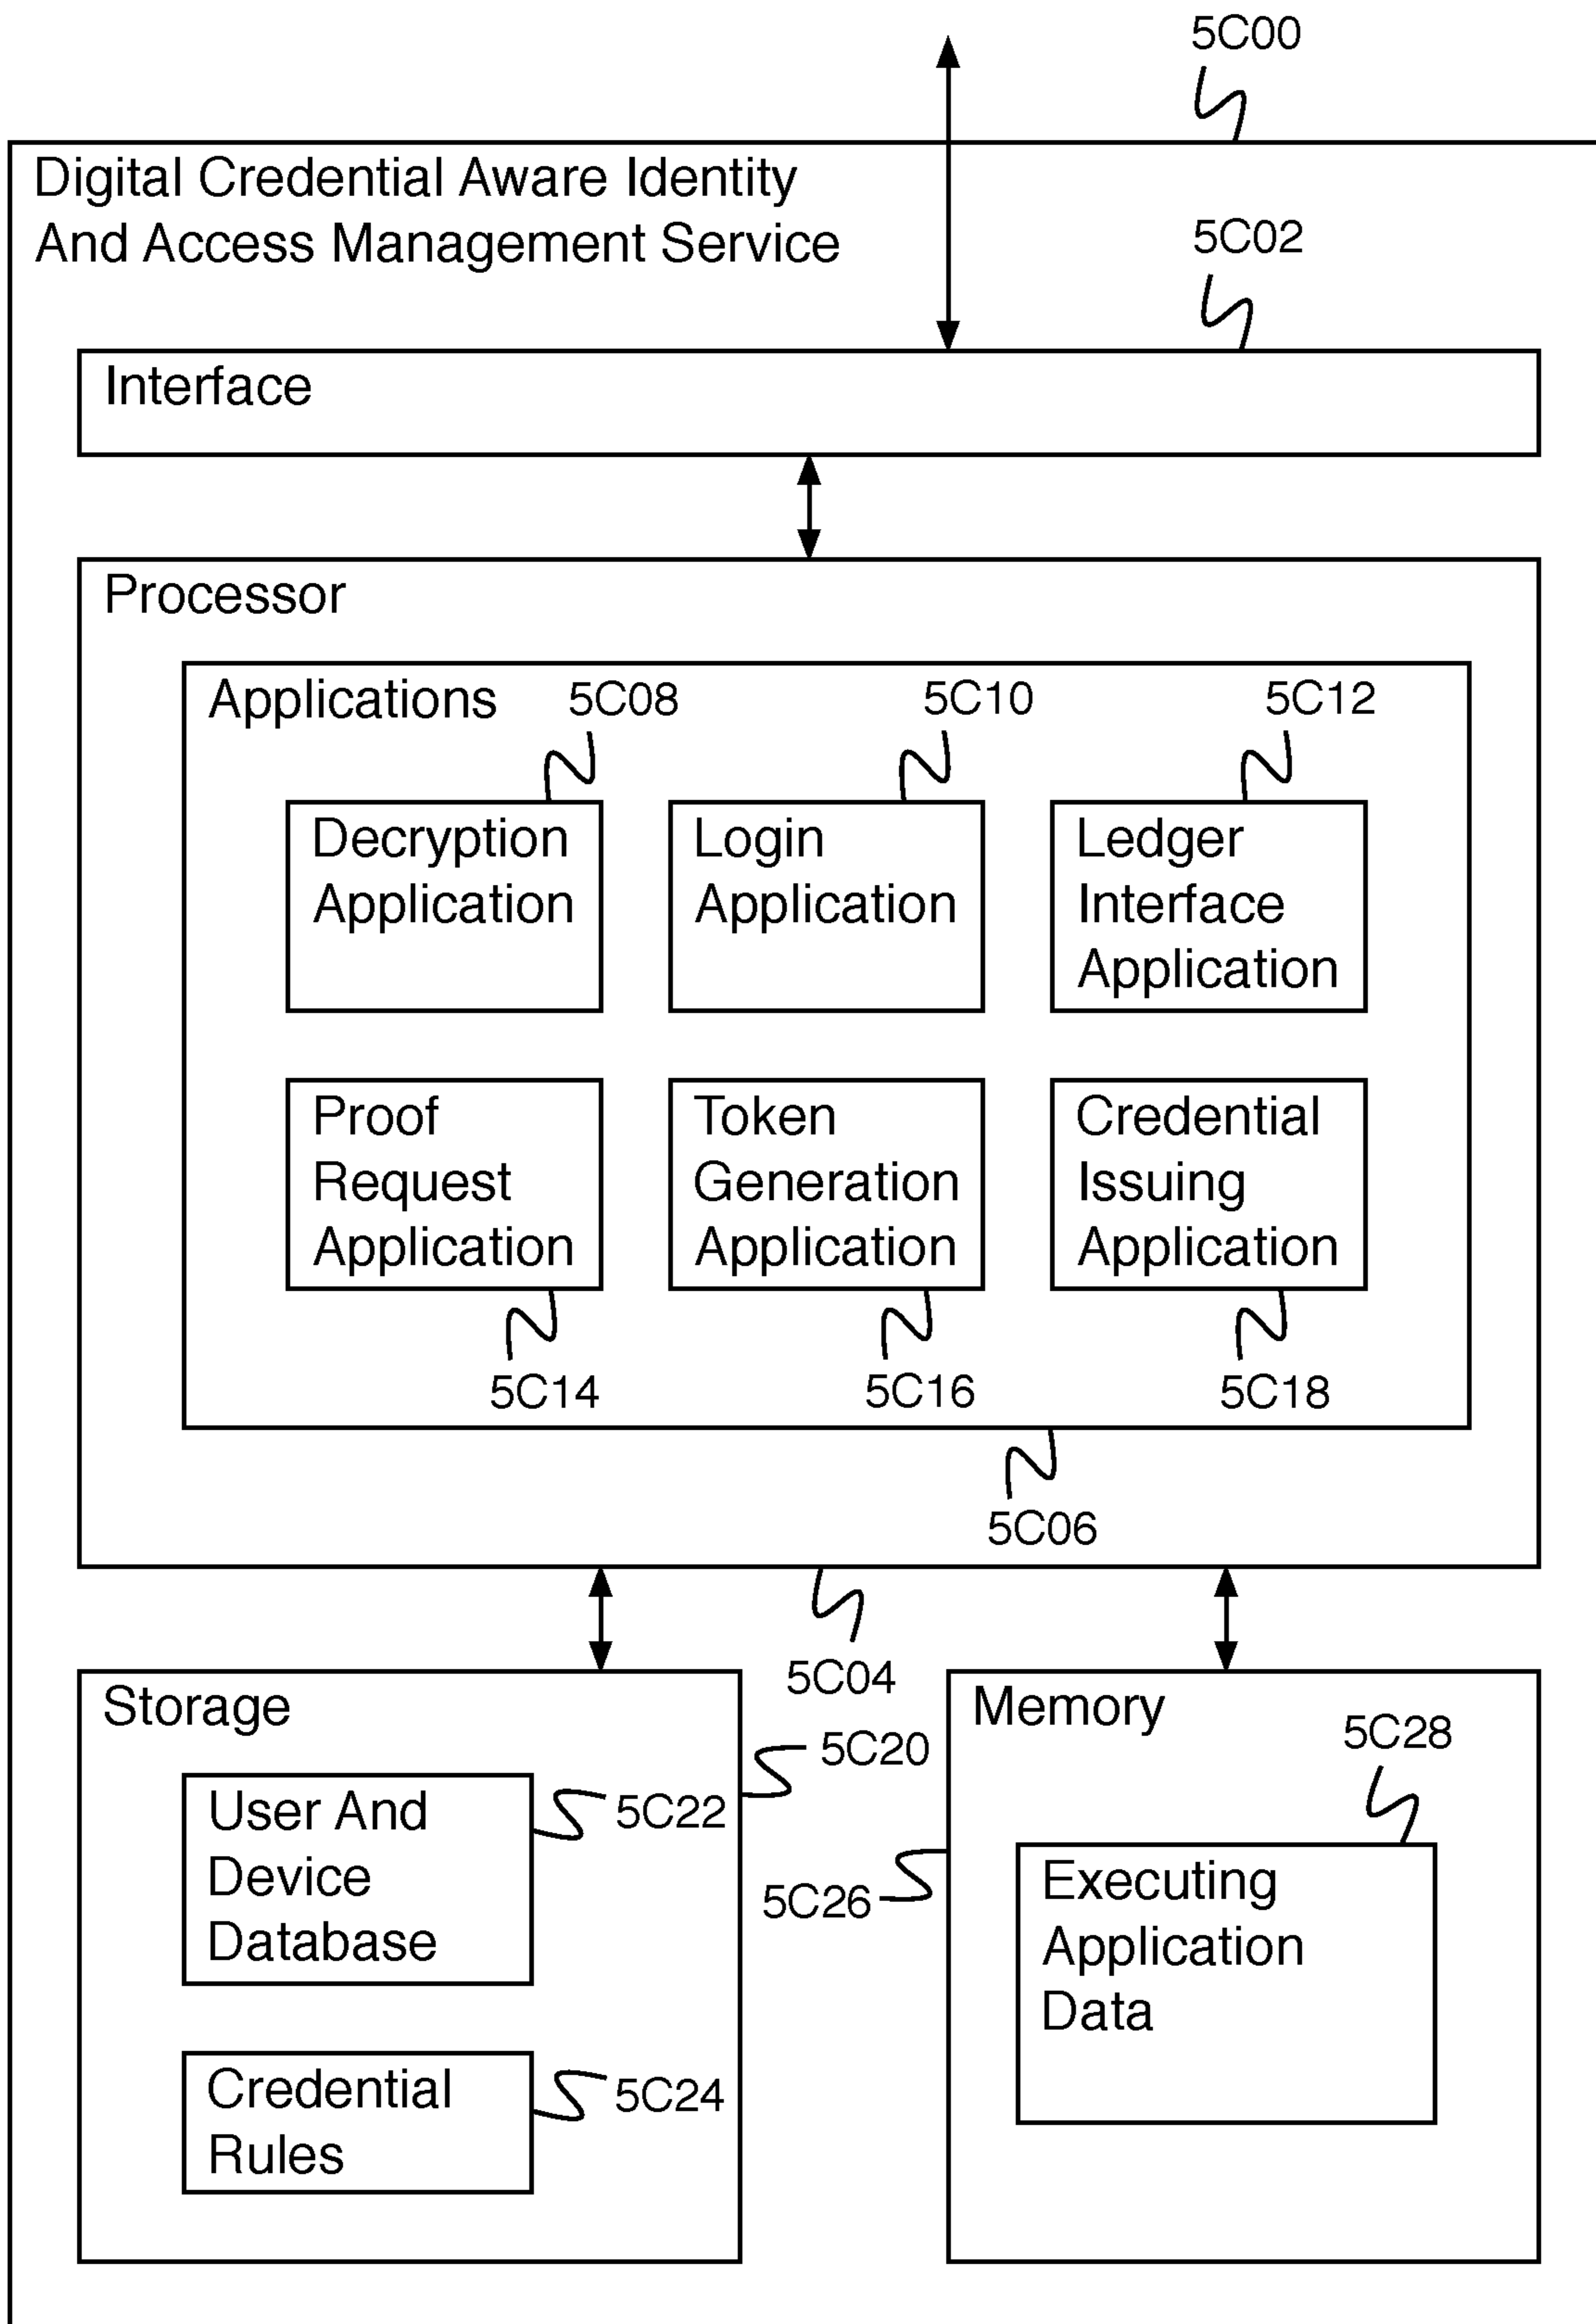 5C00
Digital Credential Aware Identity
And Access Management Service
5C02
Interface
Processor
Applications
5C08
5C10
5C12
Decryption
Application
Login
Application
Ledger
Interface
Application
Proof
Request
Application
Token
Generation
Application
Credential
Issuing
Application
5C14
5C16
5C18
5C06
5C04
Storage
5C20
User And
Device
Database
5C22
Credential
Rules
5C24
Memory
5C28
5C26
Executing
Application
Data